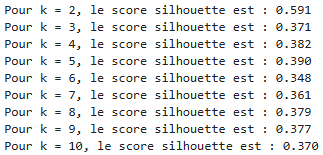 Pour k = 2, le score silhouette est : 0.591
Pour k = 3, le score silhouette est : 0.371
Pour k = 4, le score silhouette est : 0.382
Pour k = 5, le score silhouette est : 0.390
Pour k = 6, le score silhouette est : 0.348
Pour k = 7, le score silhouette est : 0.361
Pour k = 8, le score silhouette est : 0.379
Pour k = 9, le score silhouette est : 0.377
Pour k = 10, le score silhouette est : 0.370